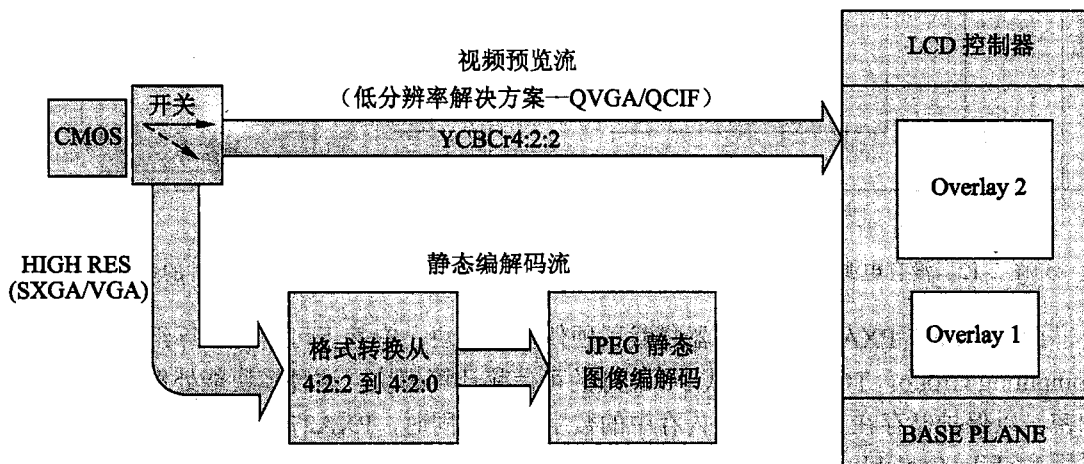 视频预览流
(低分辨率解决方案—QVGA/QCIF)
LCD 控制器
CMOS
开关
YCBCr4:2:2
Overlay 2
HIGH RES
(SXGA/VGA)
静态编解码流
格式转换从
4:2:2 到 4:2:0
JPEG 静态
图像编解码
Overlay 1
BASE PLANE